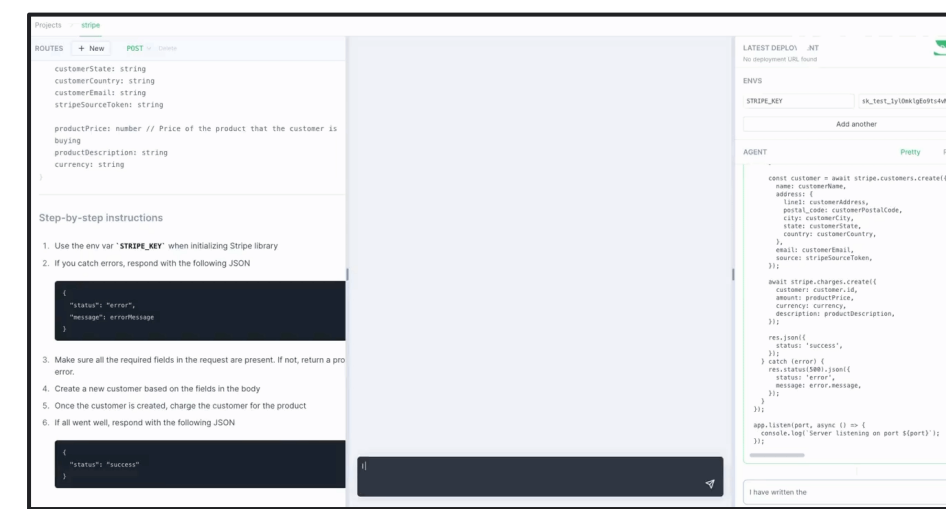 Projects stripe
ROUTES + New POST Delete
customerState: string
customerCountry: string
customerEmail: string
stripeSourceToken: string
productPrice: number // Price of the product that the customer is
buying
productDescription: string
currency: string
}
Step-by-step instructions
1. Use the env var `STRIPE_KEY` when initializing Stripe library
2. If you catch errors, respond with the following JSON
{
"status": "error",
"message": errorMessage
}
3. Make sure all the required fields in the request are present. If not, return a pro
error.
4. Create a new customer based on the fields in the body
5. Once the customer is created, charge the customer for the product
6. If all went well, respond with the following JSON
{
"status": "success"
}
LATEST DEPLOY NT
No deployment URL found
ENVS
STRIPE_KEY
Add another
AGENT Pretty
const customer = await stripe.customers.create({
name: customerName,
address: {
line1: customerAddress,
postal_code: customerPostalCode,
city: customerCity,
state: customerState,
country: customerCountry,
},
email: customerEmail,
source: stripeSourceToken,
});
await stripe.charges.create({
customer: customer.id,
amount: productPrice,
currency: currency,
description: productDescription,
});
res.json({
status: 'success',
});
} catch (error) {
res.status(500).json({
status: 'error',
message: error.message,
});
}
});
app.listen(port, async () => {
console.log(`Server listening on port ${port}`);
});
I have written the